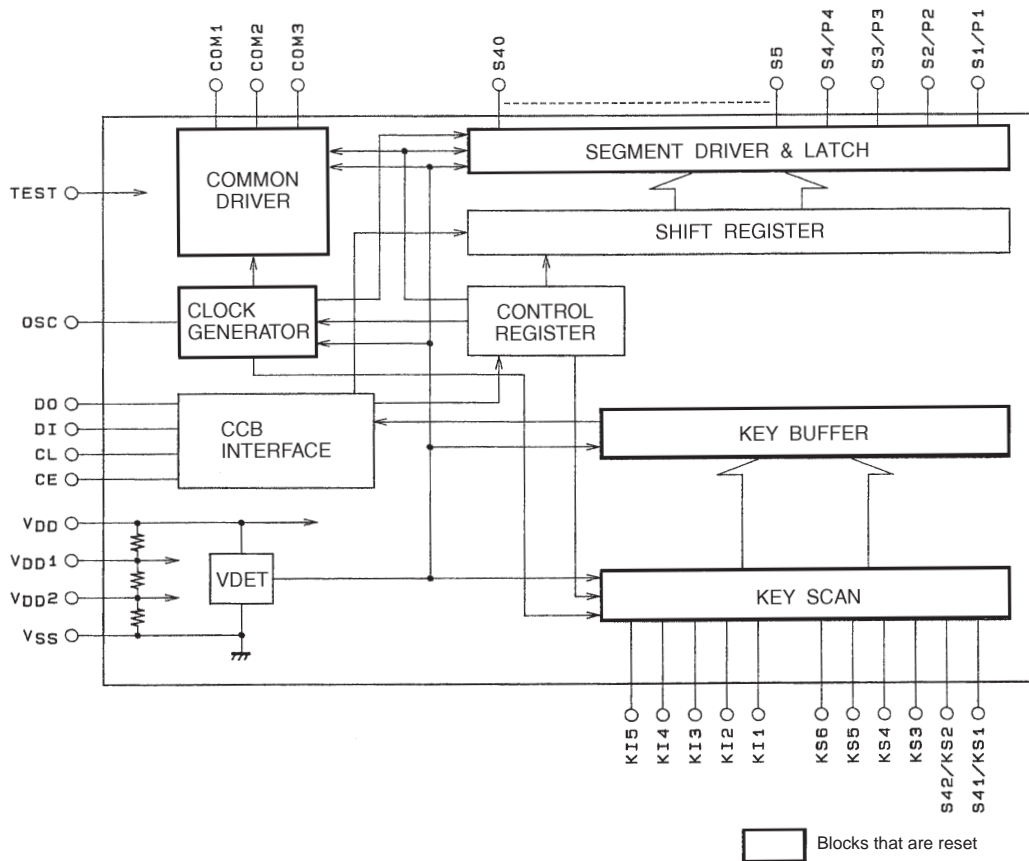 COM1
COM2
COM3
S40
S5
S4/P4
S3/P3
S2/P2
S1/P1
COMMON
DRIVER
SEGMENT DRIVER & LATCH
TEST
SHIFT REGISTER
OSC
CLOCK
GENERATOR
CONTROL
REGISTER
DO
DI
CL
CE
CCB
INTERFACE
KEY BUFFER
VDD
VDD1
VDD2
VSS
VDET
KEY SCAN
KI5
KI4
KI3
KI2
KI1
KS6
KS5
KS4
KS3
S42/KS2
S41/KS1
Blocks that are reset